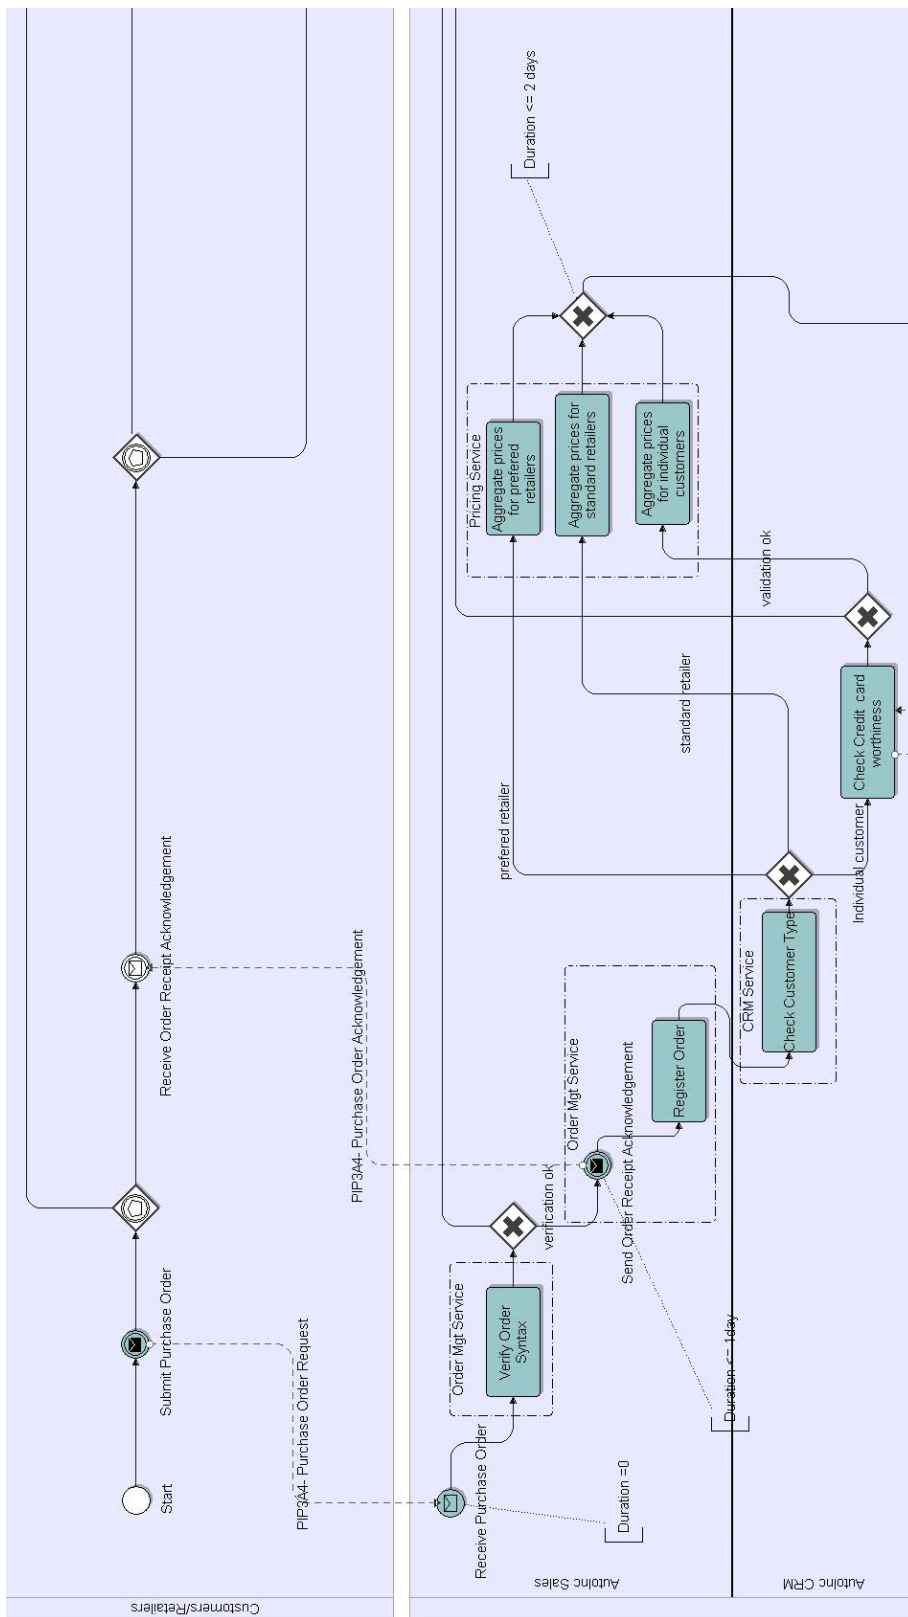 Customers/Retailers
Start
Submit Purchase Order
Receive Order Receipt Acknowledgement
PIP3A4- Purchase Order Request
PIP3A4- Purchase Order Acknowledgement
AutoInc Sales
Receive Purchase Order
Duration =0
Order Mgt Service
Verify Order
Syntax
verification ok
Order Mgt Service
Send Order Receipt Acknowledgement
Register Order
Duration <= 1day
prefered retailer
standard retailer
validation ok
Pricing Service
Aggregate prices
for prefered
retailers
Aggregate prices for
standard retailers
Aggregate prices
for individual
customers
Duration <= 2 days
AutoInc CRM
CRM Service
Check Customer Type
Individual customer
Check Credit card
worthiness